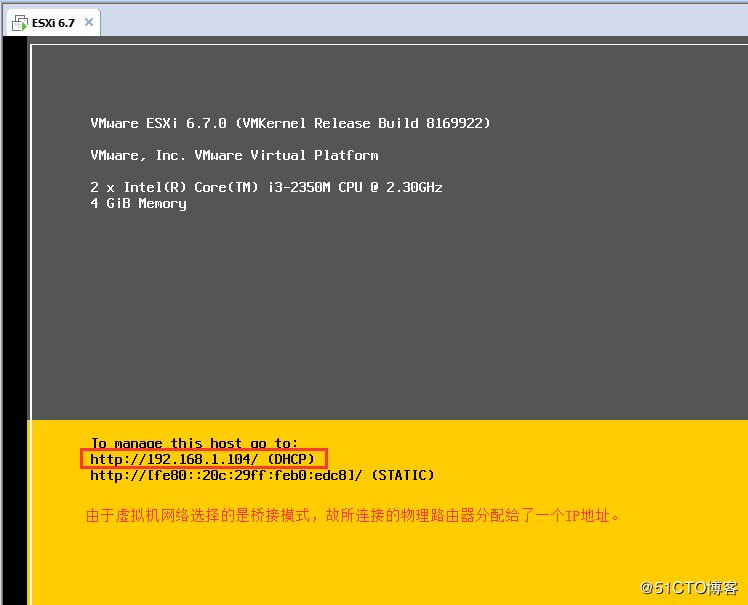 ESXi 6.7
VMware ESXi 6.7.0 (VMKernel Release Build 8169922)
VMware, Inc. VMware Virtual Platform
2 x Intel(R) Core(TM) i3-2350M CPU @ 2.30GHz
4 GiB Memory
To manage this host go to:
http://192.168.1.104/ (DHCP)
http://[fe80::20c:29ff:feb0:edc8]/ (STATIC)
由于虚拟机网络选择的是桥接模式，故所连接的物理路由器分配给了一个IP地址。
@51CTO博客